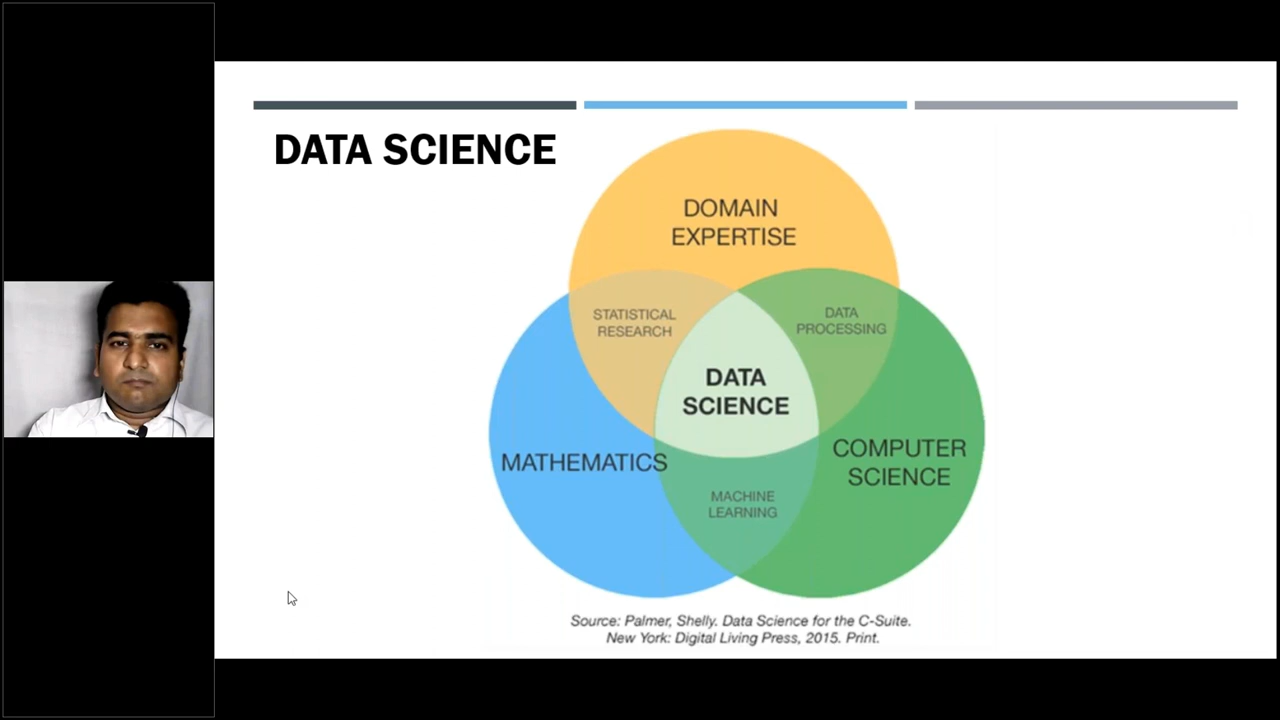 DATA SCIENCE
DOMAIN
EXPERTISE
STATISTICAL
RESEARCH
DATA
PROCESSING
DATA
SCIENCE
MATHEMATICS
COMPUTER
SCIENCE
MACHINE
LEARNING
Source: Palmer, Shelly. Data Science for the C-Suite.
New York: Digital Living Press, 2015. Print.